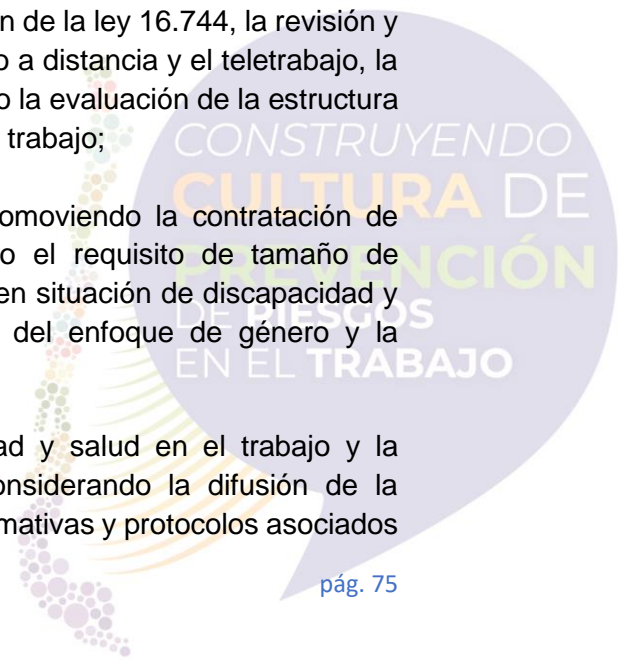 n de la ley 16.744, la revisión y
o a distancia y el teletrabajo, la
o la evaluación de la estructura
trabajo;
omoviendo la contratación de
o el requisito de tamaño de
en situación de discapacidad y
del enfoque de género y la
ad y salud en el trabajo y la
onsiderando la difusión de la
rmativas y protocolos asociados
CONSTRUYENDO
CULTURA DE
PREVENCIÓN
DE RIESGOS
EN EL TRABAJO
pág. 75